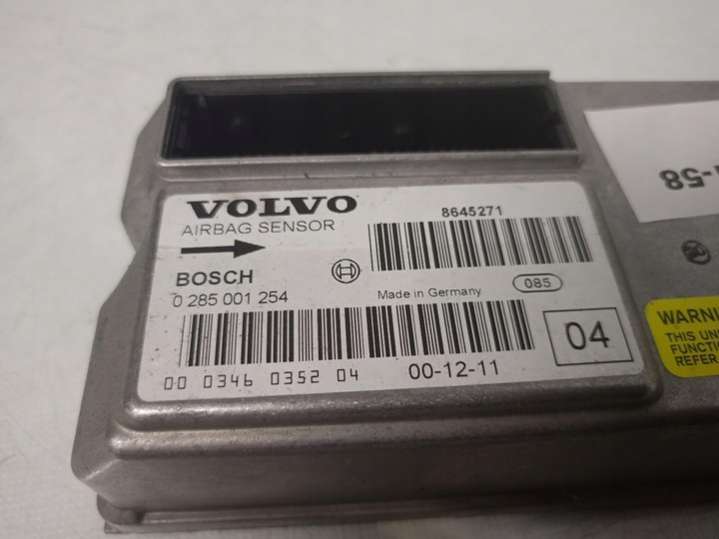 VOLVO
AIRBAG SENSOR
8645271
BOSCH
0 285 001 254
Made in Germany
085
04
00 0346 0352 04
00-12-11
-58
WARNIN
THIS UN
FUNCTI
REFER